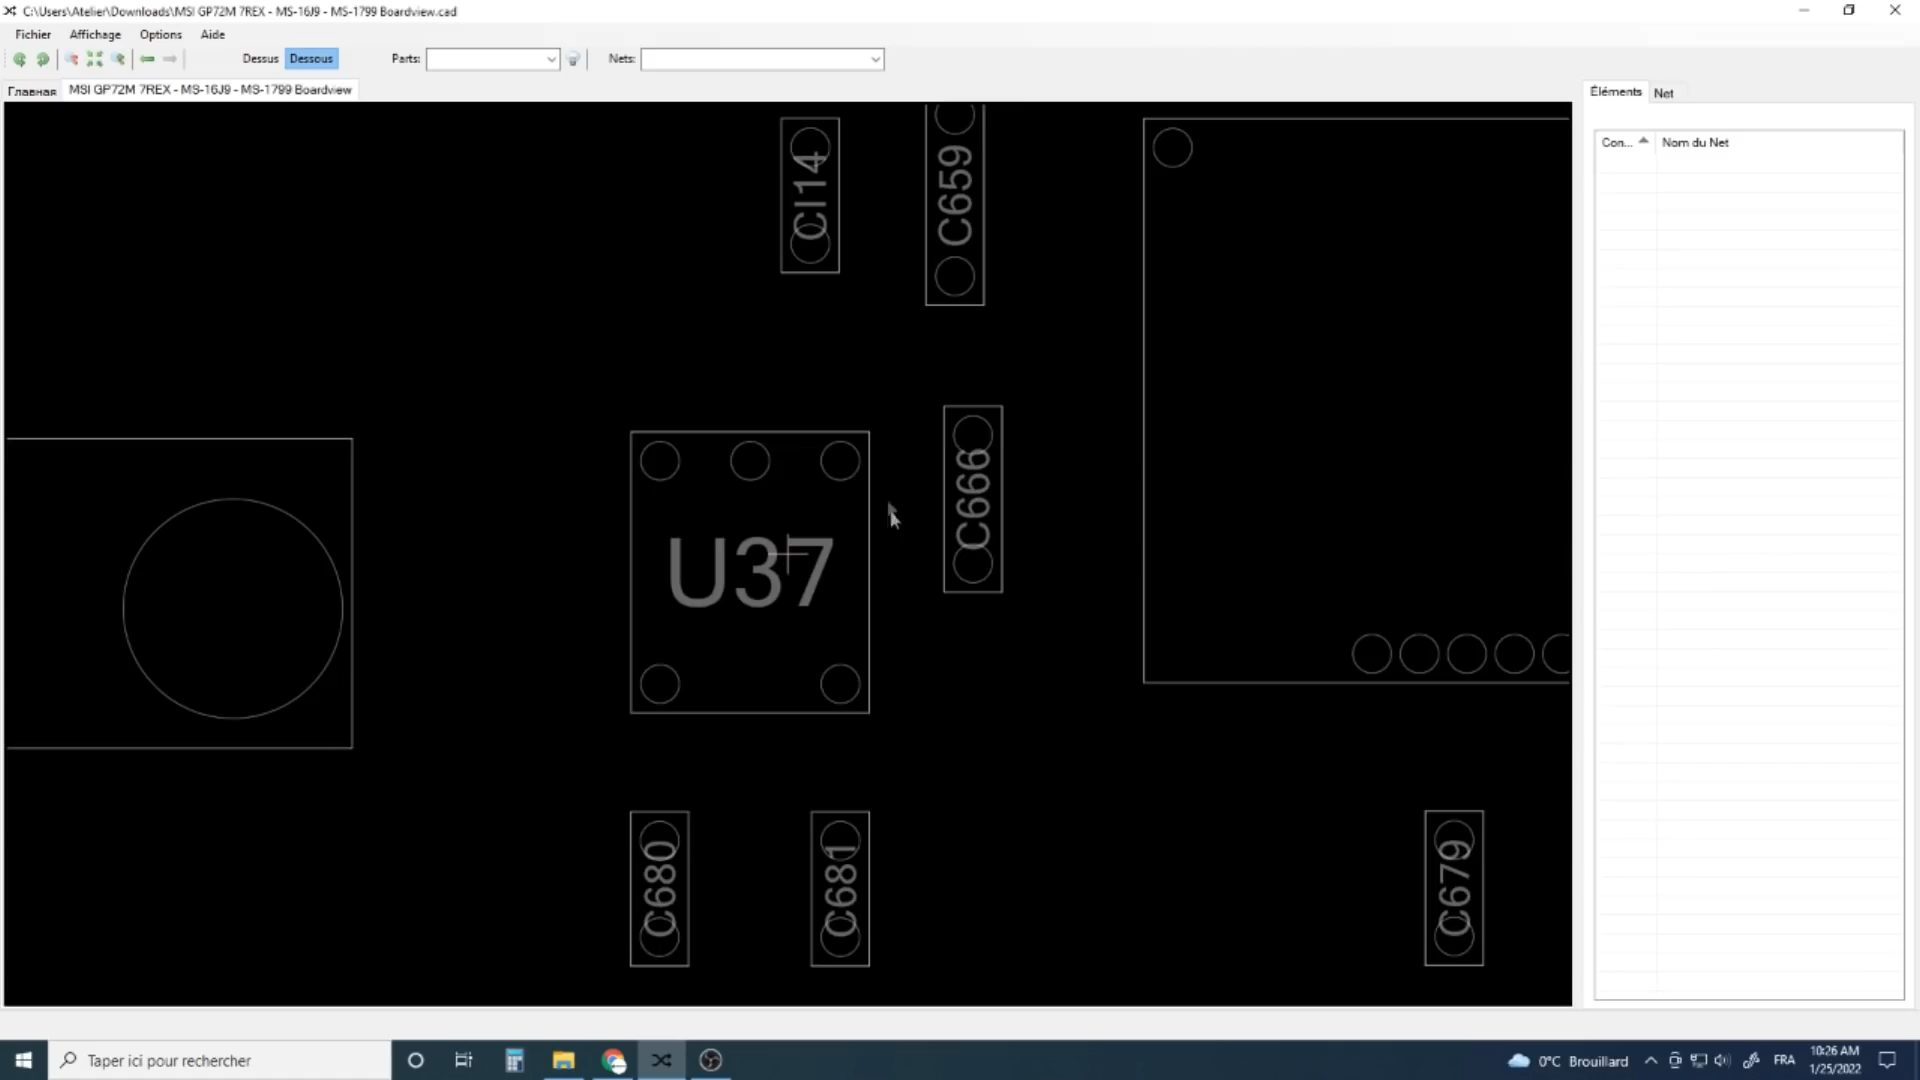 C:\Users\Atelier\Downloads\MSI GP72M 7REX - MS-16J9 - MS-1799 Boardview.cad
Fichier Affichage Options Aide
Dessus Dessous Parts: Nets:
Главная MSI GP72M 7REX - MS-16J9 - MS-1799 Boardview
Éléments Net
Con... Nom du Net
CI14
C659
C666
U37
C680
C681
C679
Taper ici pour rechercher
0°C Brouillard
FRA
10:26 AM
1/25/2022